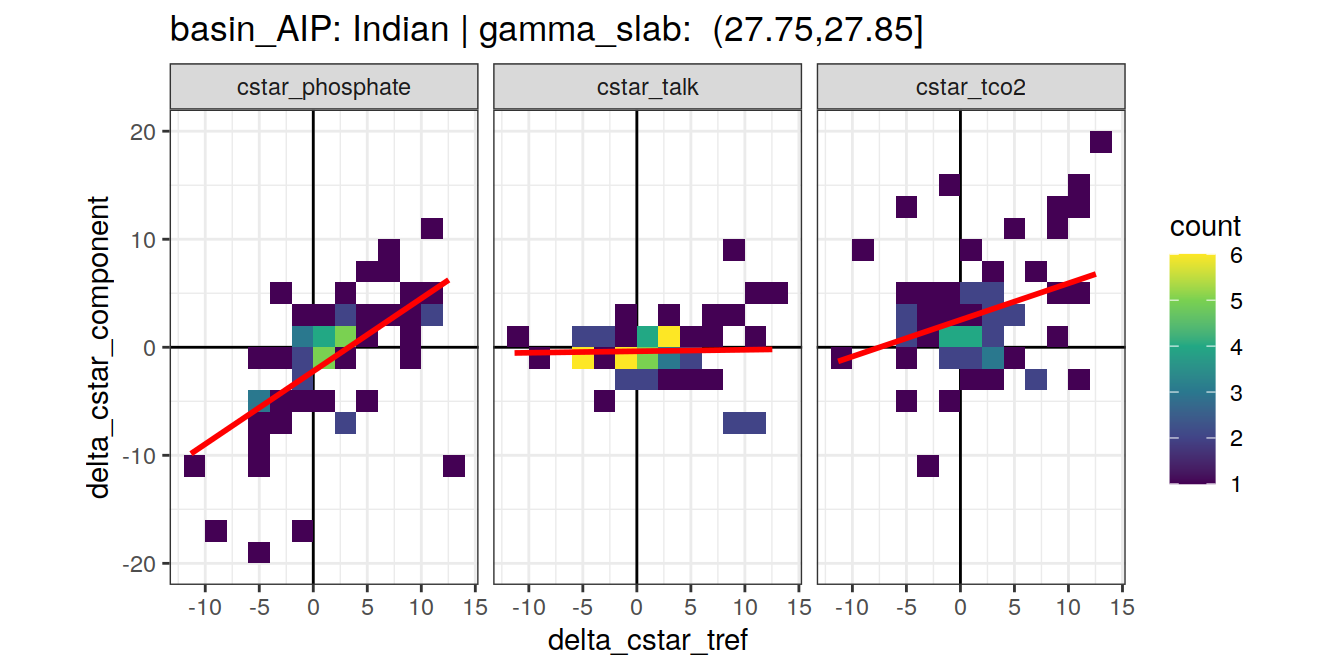 basin_AIP: Indian | gamma_slab:  (27.75,27.85]
cstar_phosphate
cstar_talk
cstar_tco2
20
10
0
-10
-20
delta_cstar_component
-10 -5 0 5 10 15
-10 -5 0 5 10 15
-10 -5 0 5 10 15
delta_cstar_tref
count
6
5
4
3
2
1